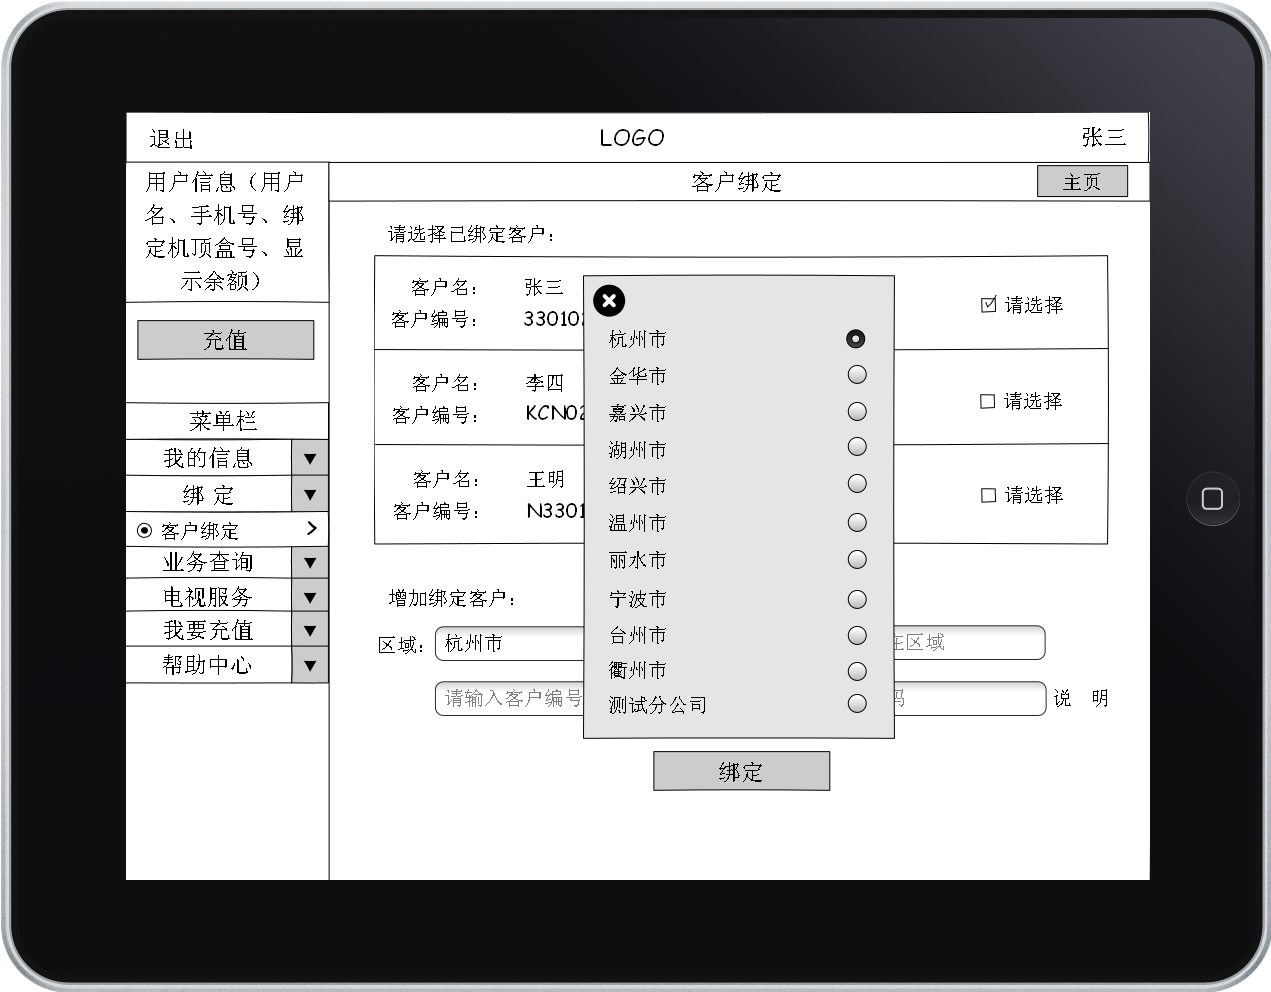 退出
LOGO
张三
用户信息（用户
名、手机号、绑
定机顶盒号、显
示余额）
充值
菜单栏
我的信息
绑 定
客户绑定
业务查询
电视服务
我要充值
帮助中心
客户绑定
主页
请选择已绑定客户：
客户名： 张三
客户编号： 33010
请选择
客户名： 李四
客户编号： KCN02
请选择
客户名： 王明
客户编号： N3301
请选择
增加绑定客户：
区域： 杭州市
在区域
请输入客户编号
码
说 明
绑定
杭州市
金华市
嘉兴市
湖州市
绍兴市
温州市
丽水市
宁波市
台州市
衢州市
测试分公司